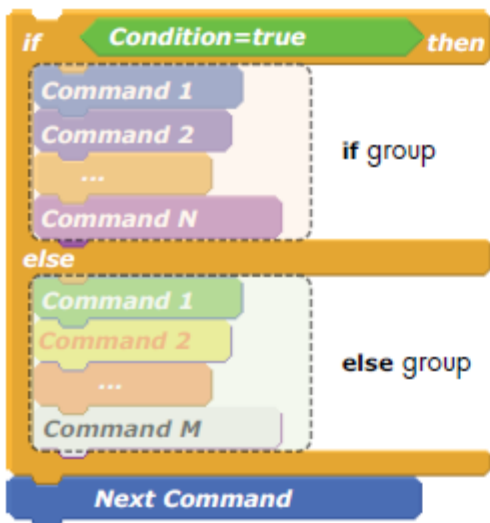 if Condition=true then
Command 1
Command 2
...
Command N
if group
else
Command 1
Command 2
...
Command M
else group
Next Command